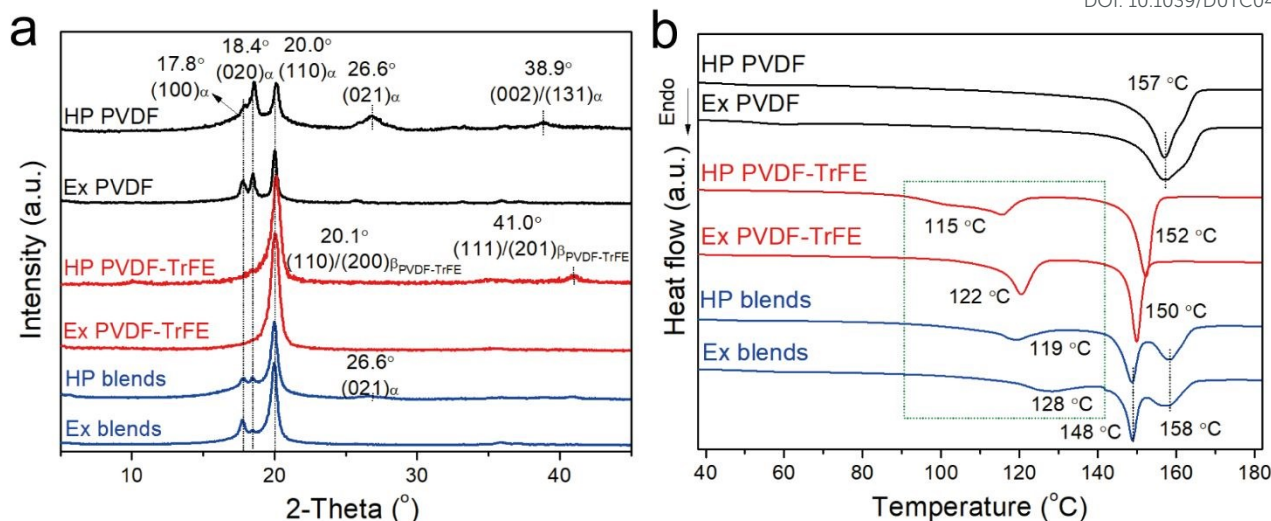 DOI: 10.1039/D0TC04
a
17.8°
(100)α
18.4°
(020)α
20.0°
(110)α
26.6°
(021)α
38.9°
(002)/(131)α
HP PVDF
Ex PVDF
HP PVDF-TrFE
20.1°
(110)/(200)βPVDF-TrFE
41.0°
(111)/(201)βPVDF-TrFE
Ex PVDF-TrFE
HP blends
26.6°
(021)α
Ex blends
Intensity (a.u.)
10 20 30 40
2-Theta (°)
b
HP PVDF
Ex PVDF
157 °C
Endo
HP PVDF-TrFE
115 °C
152 °C
Ex PVDF-TrFE
122 °C
150 °C
HP blends
119 °C
Ex blends
128 °C
148 °C
158 °C
Heat flow (a.u.)
40 60 80 100 120 140 160 180
Temperature (°C)